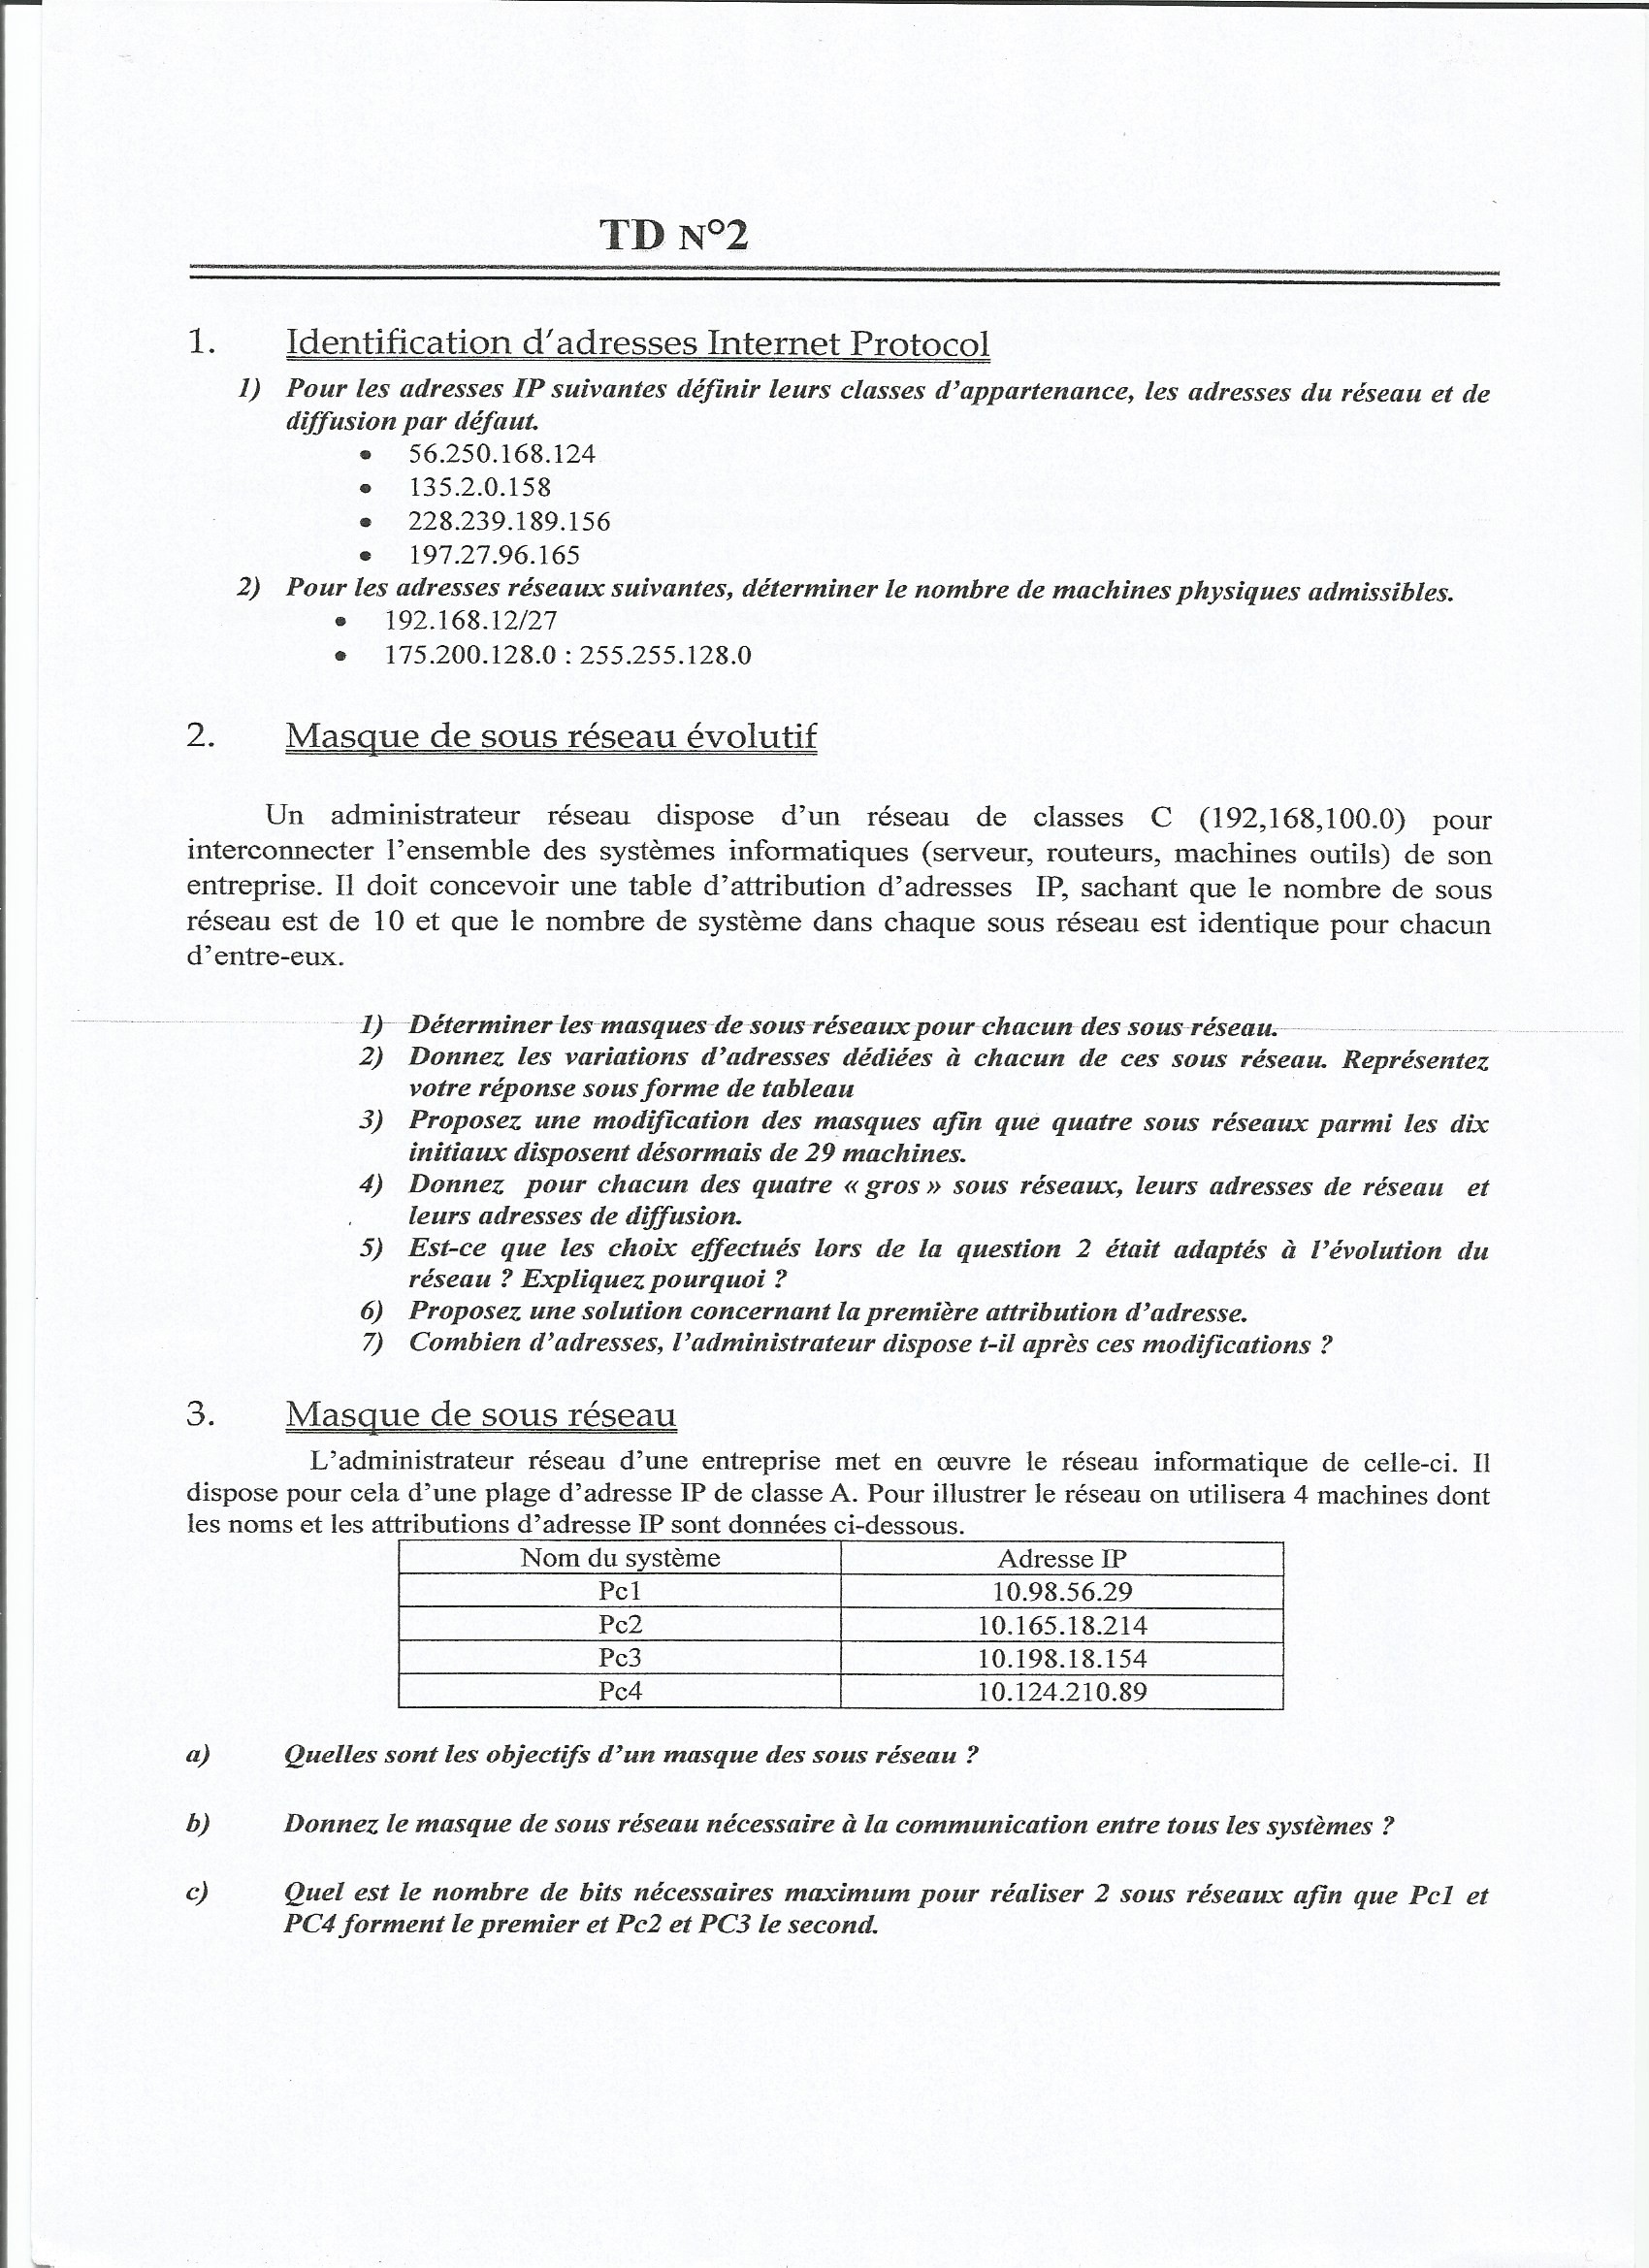 TD N°2
1. Identification d'adresses Internet Protocol
1) Pour les adresses IP suivantes définir leurs classes d'appartenance, les adresses du réseau et de
diffusion par défaut.
• 56.250.168.124
• 135.2.0.158
• 228.239.189.156
• 197.27.96.165
2) Pour les adresses réseaux suivantes, déterminer le nombre de machines physiques admissibles.
• 192.168.12/27
• 175.200.128.0 : 255.255.128.0
2. Masque de sous réseau évolutif
Un administrateur réseau dispose d'un réseau de classes C (192,168,100.0) pour
interconnecter l'ensemble des systèmes informatiques (serveur, routeurs, machines outils) de son
entreprise. Il doit concevoir une table d'attribution d'adresses IP, sachant que le nombre de sous
réseau est de 10 et que le nombre de système dans chaque sous réseau est identique pour chacun
d'entre-eux.
1) Déterminer les masques de sous réseaux pour chacun des sous réseau.
2) Donnez les variations d'adresses dédiées à chacun de ces sous réseau. Représentez
votre réponse sous forme de tableau
3) Proposez une modification des masques afin que quatre sous réseaux parmi les dix
initiaux disposent désormais de 29 machines.
4) Donnez pour chacun des quatre « gros » sous réseaux, leurs adresses de réseau et
leurs adresses de diffusion.
5) Est-ce que les choix effectués lors de la question 2 était adaptés à l'évolution du
réseau ? Expliquez pourquoi ?
6) Proposez une solution concernant la première attribution d'adresse.
7) Combien d'adresses, l'administrateur dispose t-il après ces modifications ?
3. Masque de sous réseau
L'administrateur réseau d'une entreprise met en œuvre le réseau informatique de celle-ci. Il
dispose pour cela d'une plage d'adresse IP de classe A. Pour illustrer le réseau on utilisera 4 machines dont
les noms et les attributions d'adresse IP sont données ci-dessous.
Nom du système Adresse IP
Pc1 10.98.56.29
Pc2 10.165.18.214
Pc3 10.198.18.154
Pc4 10.124.210.89
a) Quelles sont les objectifs d'un masque des sous réseau ?
b) Donnez le masque de sous réseau nécessaire à la communication entre tous les systèmes ?
c) Quel est le nombre de bits nécessaires maximum pour réaliser 2 sous réseaux afin que Pc1 et
PC4 forment le premier et Pc2 et PC3 le second.